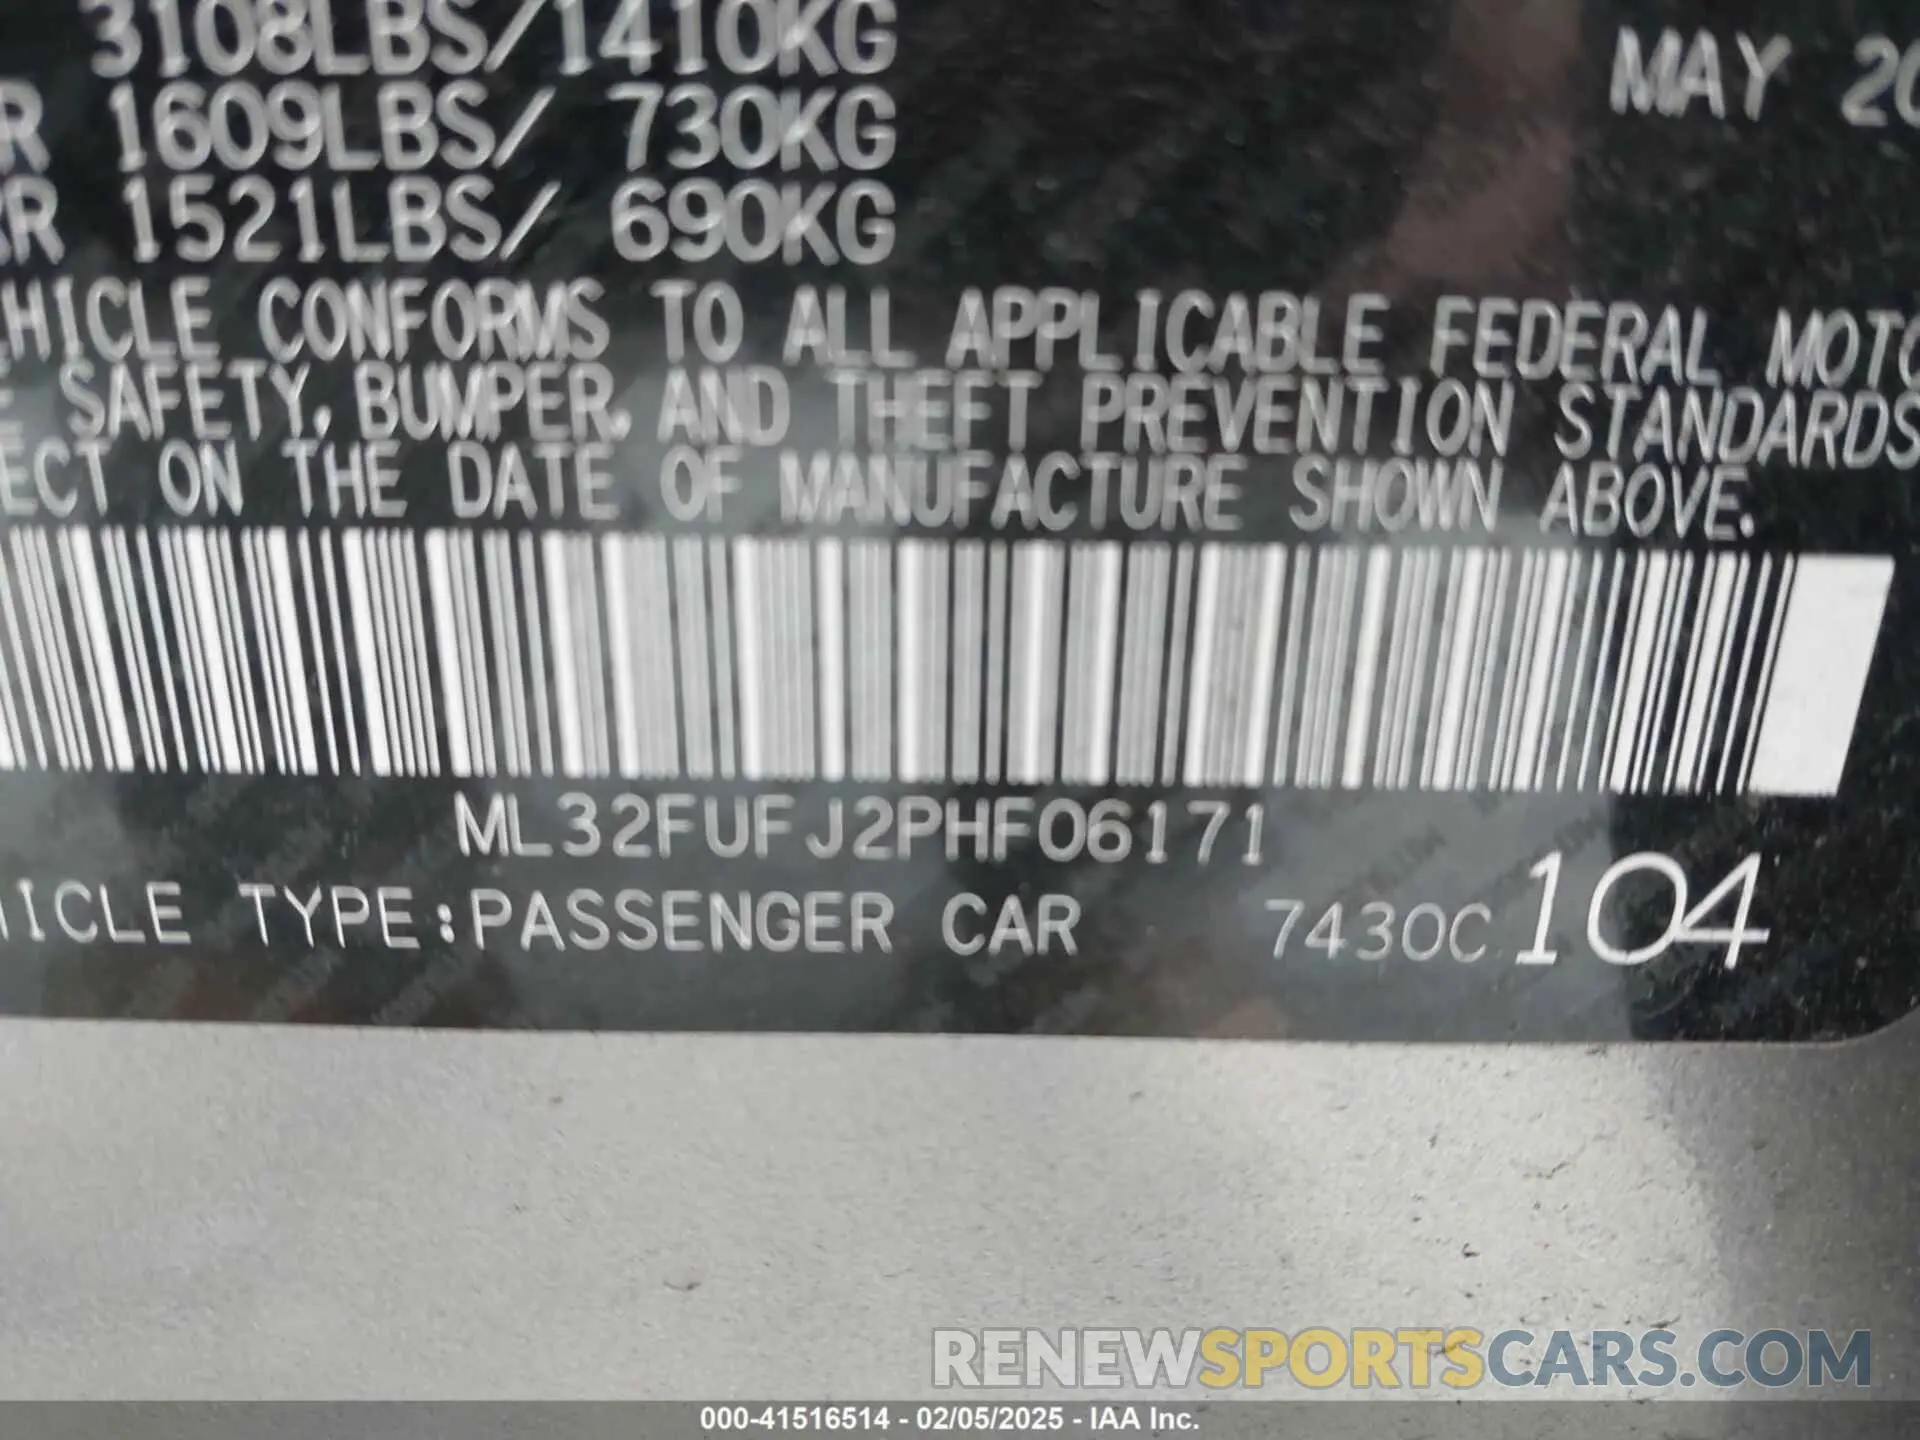 3108LBS/1410KG
MAY 20
R 1609LBS/ 730KG
R 1521LBS/ 690KG
HICLE CONFORMS TO ALL APPLICABLE FEDERAL MOTO
E SAFETY, BUMPER, AND THEFT PREVENTION STANDARDS
ECT ON THE DATE OF MANUFACTURE SHOWN ABOVE.
ML32FUFJ2PHF06171
HICLE TYPE:PASSENGER CAR 7430C 104
RENEWSPORTSCARS.COM
000-41516514 - 02/05/2025 - IAA Inc.